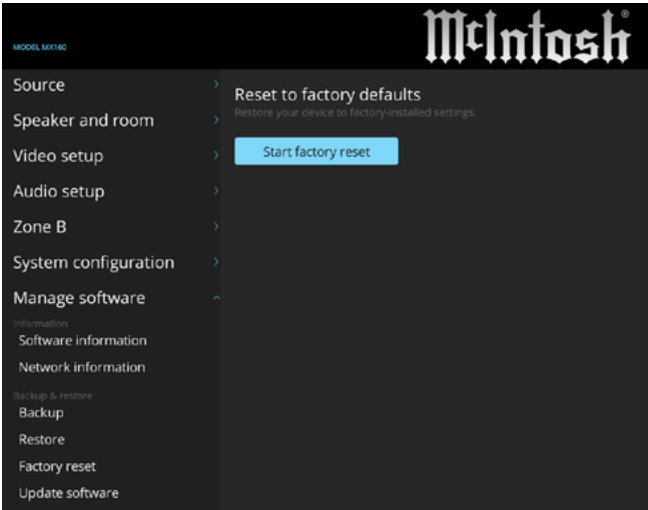 MODEL MX160
McIntosh®
Source
Speaker and room
Video setup
Audio setup
Zone B
System configuration
Manage software
Information
Software information
Network information
Backup & restore
Backup
Restore
Factory reset
Update software
Reset to factory defaults
Restore your device to factory-installed settings.
Start factory reset